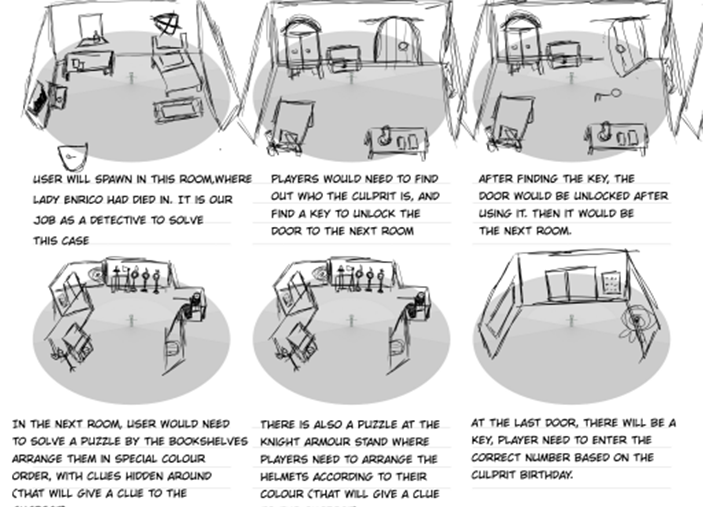 USER WILL SPAWN IN THIS ROOM,WHERE
LADY ENRICO HAD DIED IN. IT IS OUR
JOB AS A DETECTIVE TO SOLVE
THIS CASE
PLAYERS WOULD NEED TO FIND
OUT WHO THE CULPRIT IS, AND
FIND A KEY TO UNLOCK THE
DOOR TO THE NEXT ROOM
AFTER FINDING THE KEY, THE
DOOR WOULD BE UNLOCKED AFTER
USING IT. THEN IT WOULD BE
THE NEXT ROOM.
IN THE NEXT ROOM, USER WOULD NEED
TO SOLVE A PUZZLE BY THE BOOKSHELVES
ARRANGE THEM IN SPECIAL COLOUR
ORDER, WITH CLUES HIDDEN AROUND
(THAT WILL GIVE A CLUE TO THE
THERE IS ALSO A PUZZLE AT THE
KNIGHT ARMOUR STAND WHERE
PLAYERS NEED TO ARRANGE THE
HELMETS ACCORDING TO THEIR
COLOUR (THAT WILL GIVE A CLUE
AT THE LAST DOOR, THERE WILL BE A
KEY, PLAYER NEED TO ENTER THE
CORRECT NUMBER BASED ON THE
CULPRIT BIRTHDAY.